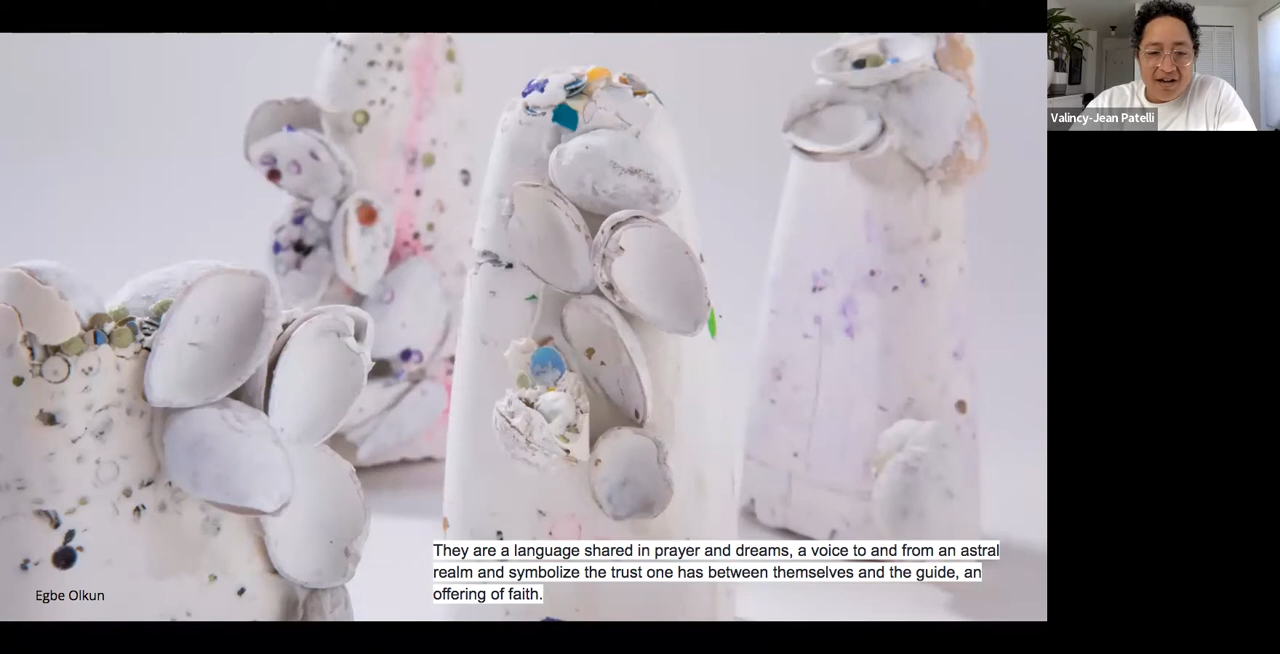 Valincy-Jean Patelli
They are a language shared in prayer and dreams, a voice to and from an astral
realm and symbolize the trust one has between themselves and the guide, an
offering of faith.
Egbe Olkun